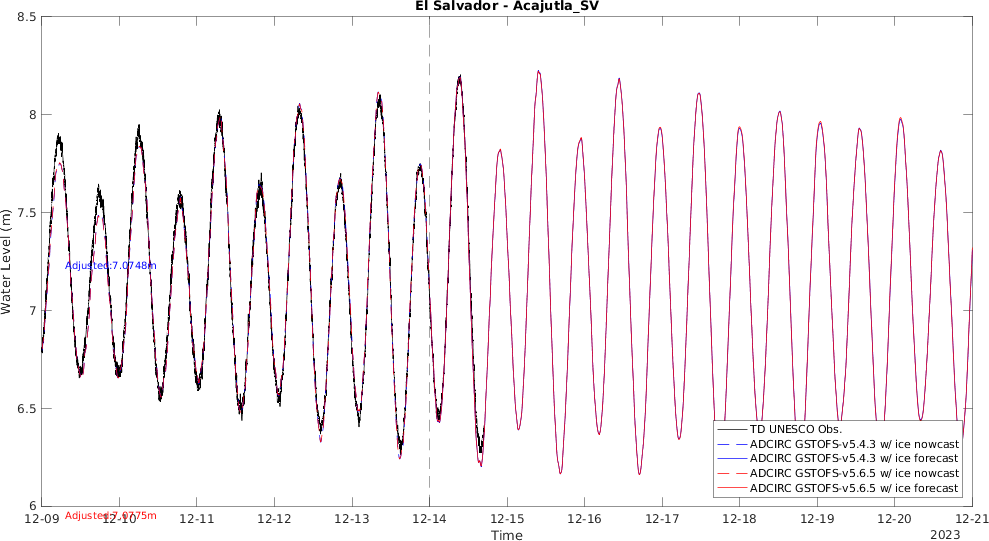 El Salvador - Acajutla_SV
8.5
8
7.5
7
6.5
6
Water Level (m)
Adjusted:7.0748m
Adjusted:7.0775m
TD UNESCO Obs.
ADCIRC GSTOFS-v5.4.3 w/ ice nowcast
ADCIRC GSTOFS-v5.4.3 w/ ice forecast
ADCIRC GSTOFS-v5.6.5 w/ ice nowcast
ADCIRC GSTOFS-v5.6.5 w/ ice forecast
12-09 12-10 12-11 12-12 12-13 12-14 12-15 12-16 12-17 12-18 12-19 12-20 12-21
Time
2023